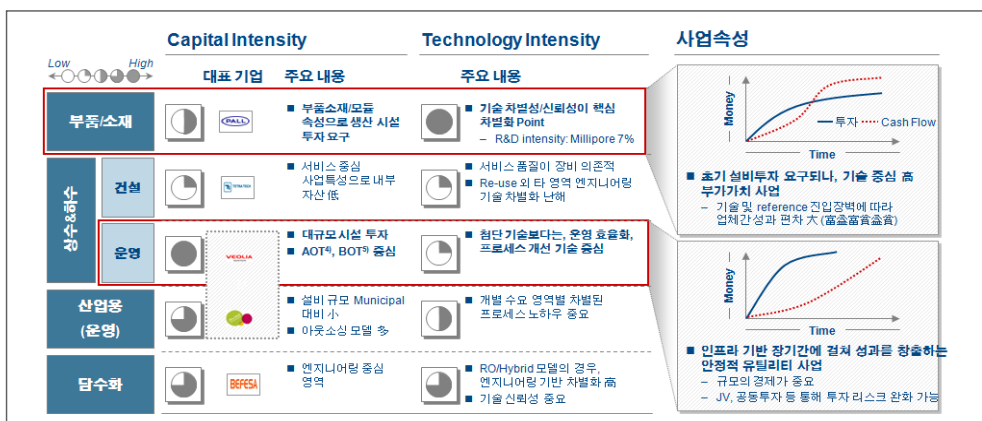 Capital Intensity
Technology Intensity
사업속성
Low High
대표 기업
주요 내용
주요 내용
부품/소재
PALL
■ 부품소재/모듈
속성으로 생산 시설
투자 요구
■ 기술 차별성/신뢰성이 핵심
차별화 Point
– R&D intensity: Millipore 7%
상수&하수
건설
TETRA TECH
■ 서비스 중심
사업특성으로 내부
자산 低
■ 서비스 품질이 장비 의존적
■ Re-use 외 타 영역 엔지니어링
기술 차별화 난해
운영
VEOLIA
■ 대규모 시설 투자
■ AOT4), BOT5) 중심
■ 첨단 기술보다는, 운영 효율화,
프로세스 개선 기술 중심
산업용
(운영)
■ 설비 규모 Municipal
대비 小
■ 아웃소싱 모델 多
■ 개별 수요 영역별 차별된
프로세스 노하우 중요
담수화
BEFESA
■ 엔지니어링 중심
영역
■ RO/Hybrid 모델의 경우,
엔지니어링 기반 차별화 高
■ 기술 신뢰성 중요
Money
투자 Cash Flow
Time
■ 초기 설비투자 요구되나, 기술 중심 高
부가가치 사업
– 기술 및 reference 진입장벽에 따라
업체간 성과 편차 大 (富益富貧益貧)
Money
Time
■ 인프라 기반 장기간에 걸쳐 성과를 창출하는
안정적 유틸리티 사업
– 규모의 경제가 중요
– JV, 공동투자 등 통해 투자 리스크 완화 가능